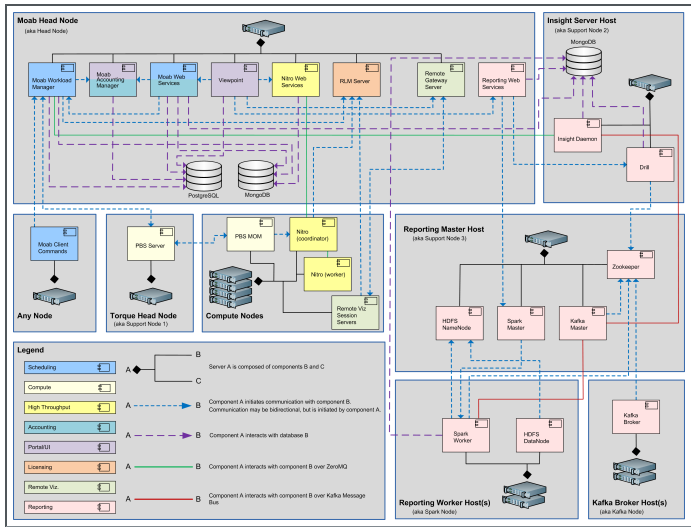 Moab Head Node
(aka Head Node)
Moab Workload
Manager
Moab
Accounting
Manager
Moab Web
Services
Viewpoint
Nitro Web
Services
RLM Server
Remote
Gateway
Server
Reporting Web
Services
PostgreSQL
MongoDB
Insight Server Host
(aka Support Node 2)
MongoDB
Insight Daemon
Drill
Moab Client
Commands
Any Node
PBS Server
Torque Head Node
(aka Support Node 1)
PBS MOM
Nitro
(coordinator)
Nitro (worker)
Remote Viz
Session
Servers
Compute Nodes
Reporting Master Host
(aka Support Node 3)
Zookeeper
HDFS
NameNode
Spark
Master
Kafka
Master
Legend
Scheduling
Compute
High Throughput
Accounting
Portal/UI
Licensing
Remote Viz.
Reporting
A
B
C
Server A is composed of components B and C
A
B
Component A initiates communication with component B.
Communication may be bidirectional, but is initiated by component A.
A
B
Component A interacts with database B
A
B
Component A interacts with component B over ZeroMQ
A
B
Component A interacts with component B over Kafka Message
Bus
Spark
Worker
HDFS
DataNode
Reporting Worker Host(s)
(aka Spark Node)
Kafka
Broker
Kafka Broker Host(s)
(aka Kafka Node)